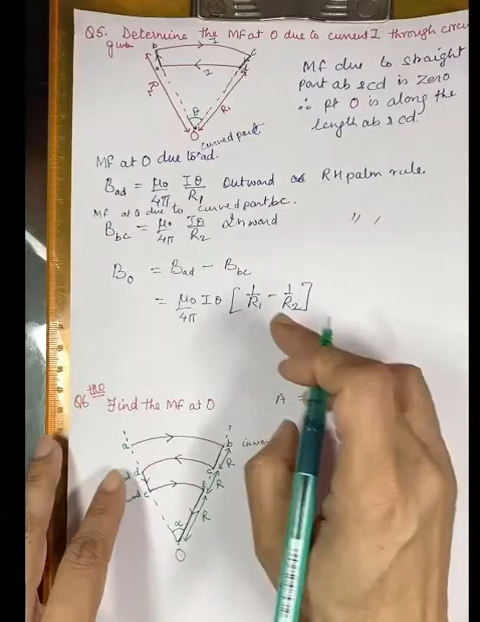 Q5. Determine the MF at O due to current I through circu
given
b I c
a I d
R2 θ R1
O
MF due to straight
part ab & cd is zero
∴ pt O is along the
length ab & cd.
curved part
MF at O due to ad.
Bad = μ0/4π Iθ/R1 Outward as RH palm rule.
MF at O due to curved part bc.
Bbc = μ0/4π Iθ/R2 Inward " "
B0 = Bad - Bbc
= μ0/4π Iθ [1/R1 - 1/R2]
Q6 Find the MF at O
A =
a b
d c R
e R
α R
O